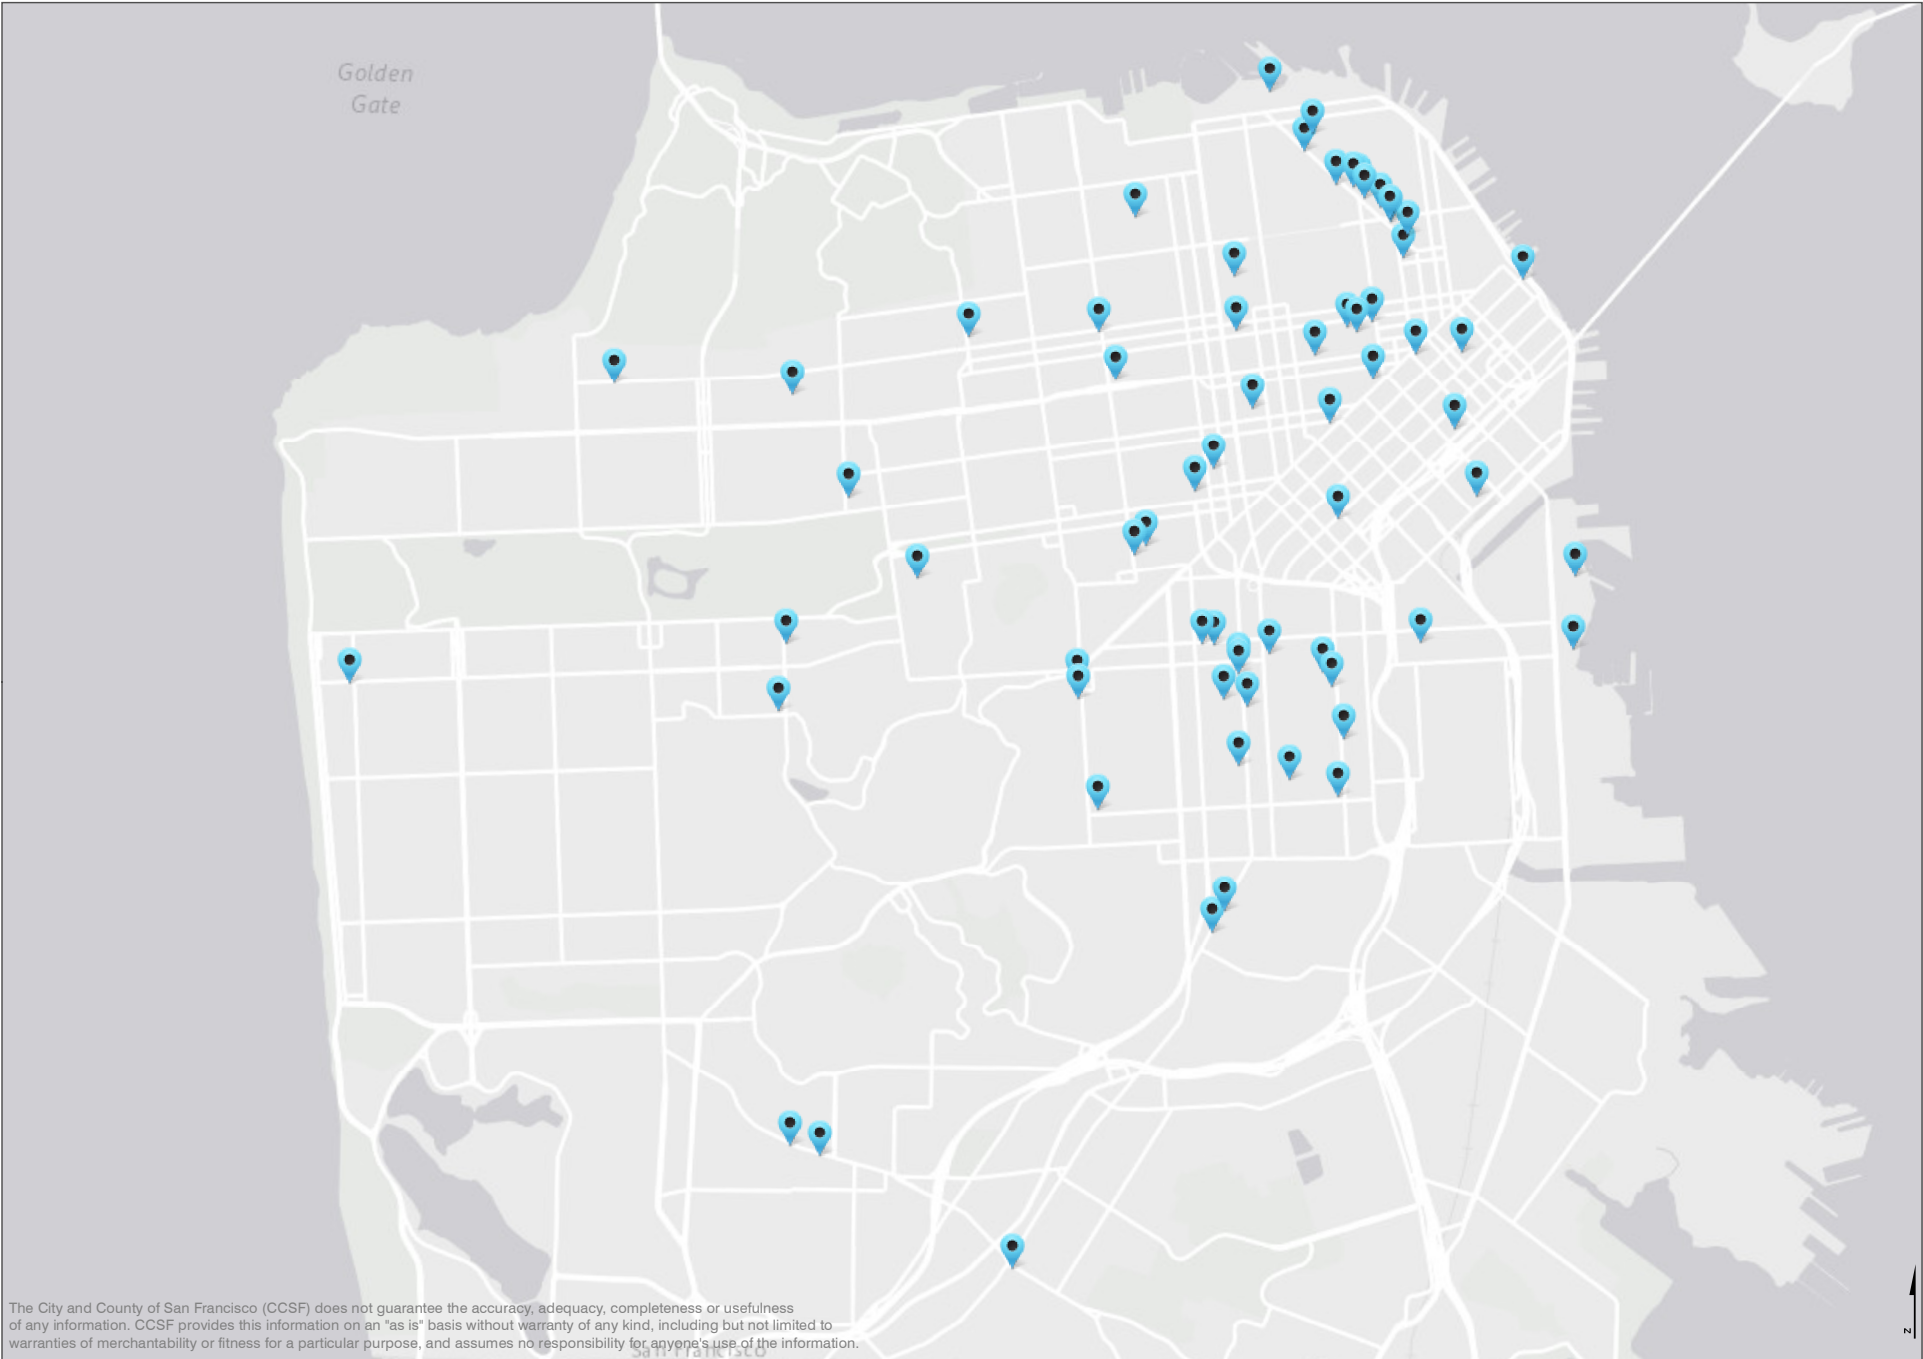 Golden
Gate
The City and County of San Francisco (CCSF) does not guarantee the accuracy, adequacy, completeness or usefulness
of any information. CCSF provides this information on an "as is" basis without warranty of any kind, including but not limited to
warranties of merchantability or fitness for a particular purpose, and assumes no responsibility for anyone's use of the information.
San Francisco
N